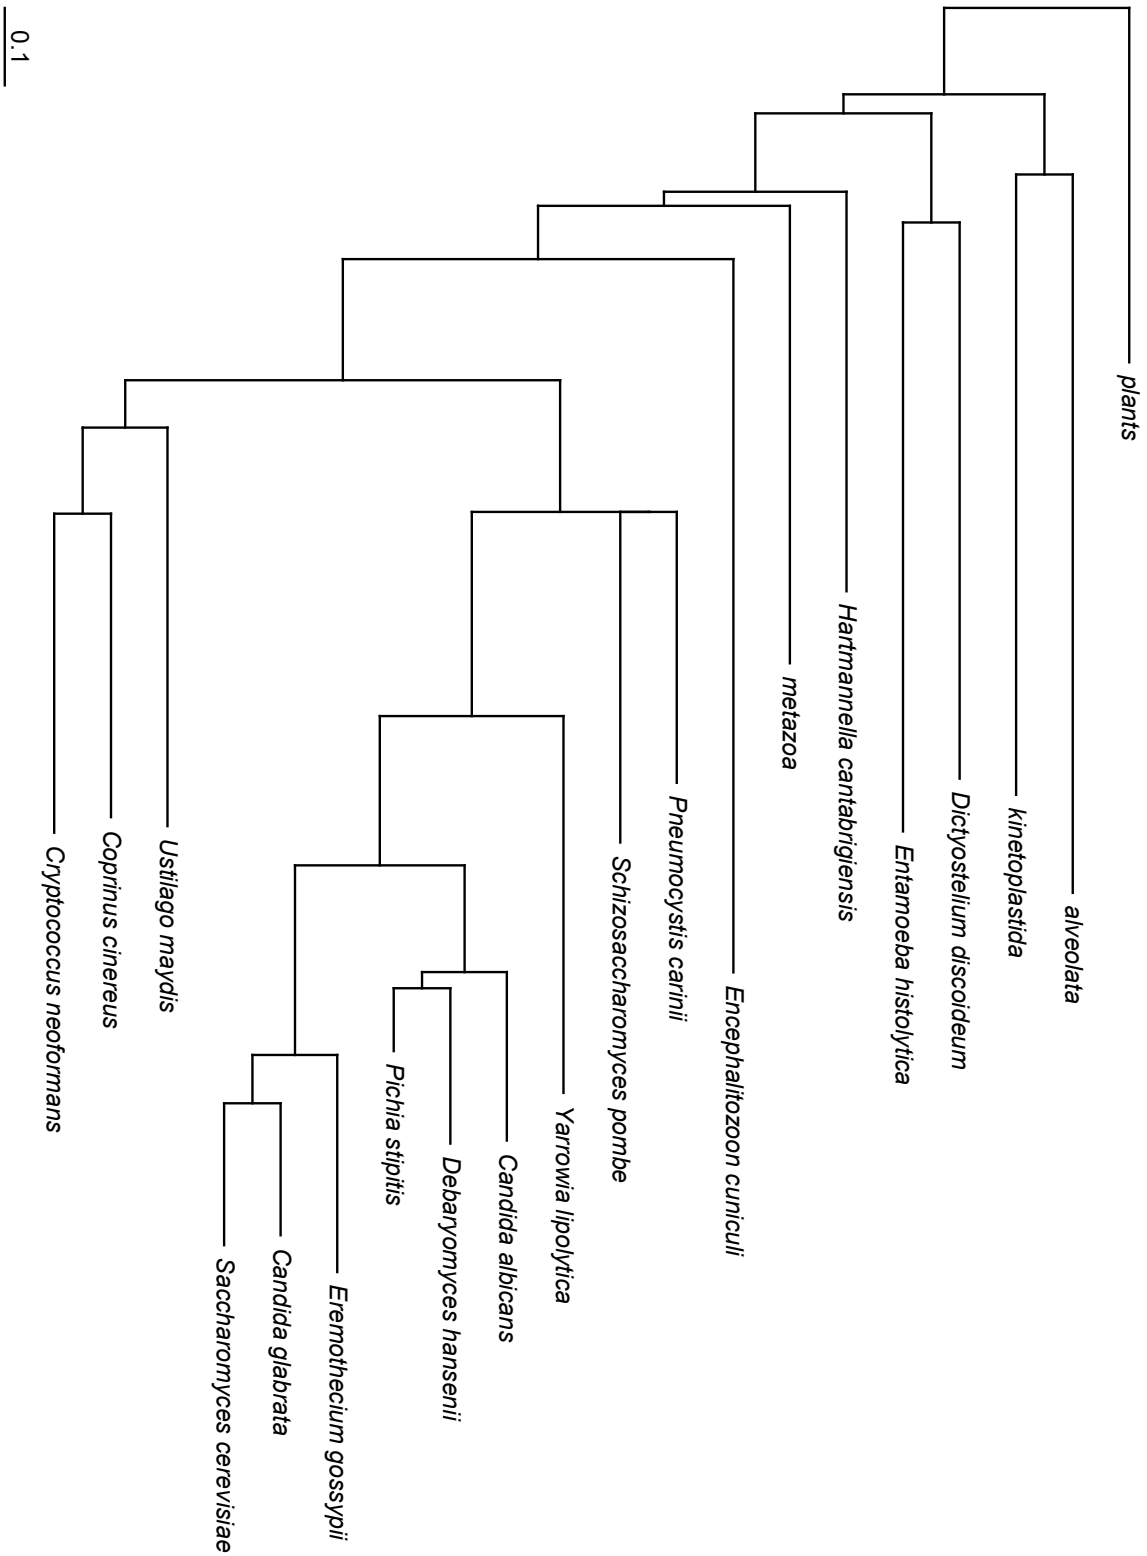 plants
alveolata
kinetoplastida
Dictyostelium discoideum
Entamoeba histolytica
Hartmannella cantabrigiensis
metazoa
Encephalitozoon cuniculi
Pneumocystis carinii
Schizosaccharomyces pombe
Yarrowia lipolytica
Candida albicans
Debaryomyces hansenii
Pichia stipitis
Eremothecium gossypii
Candida glabrata
Saccharomyces cerevisiae
Ustilago maydis
Coprinus cinereus
Cryptococcus neoformans
0.1